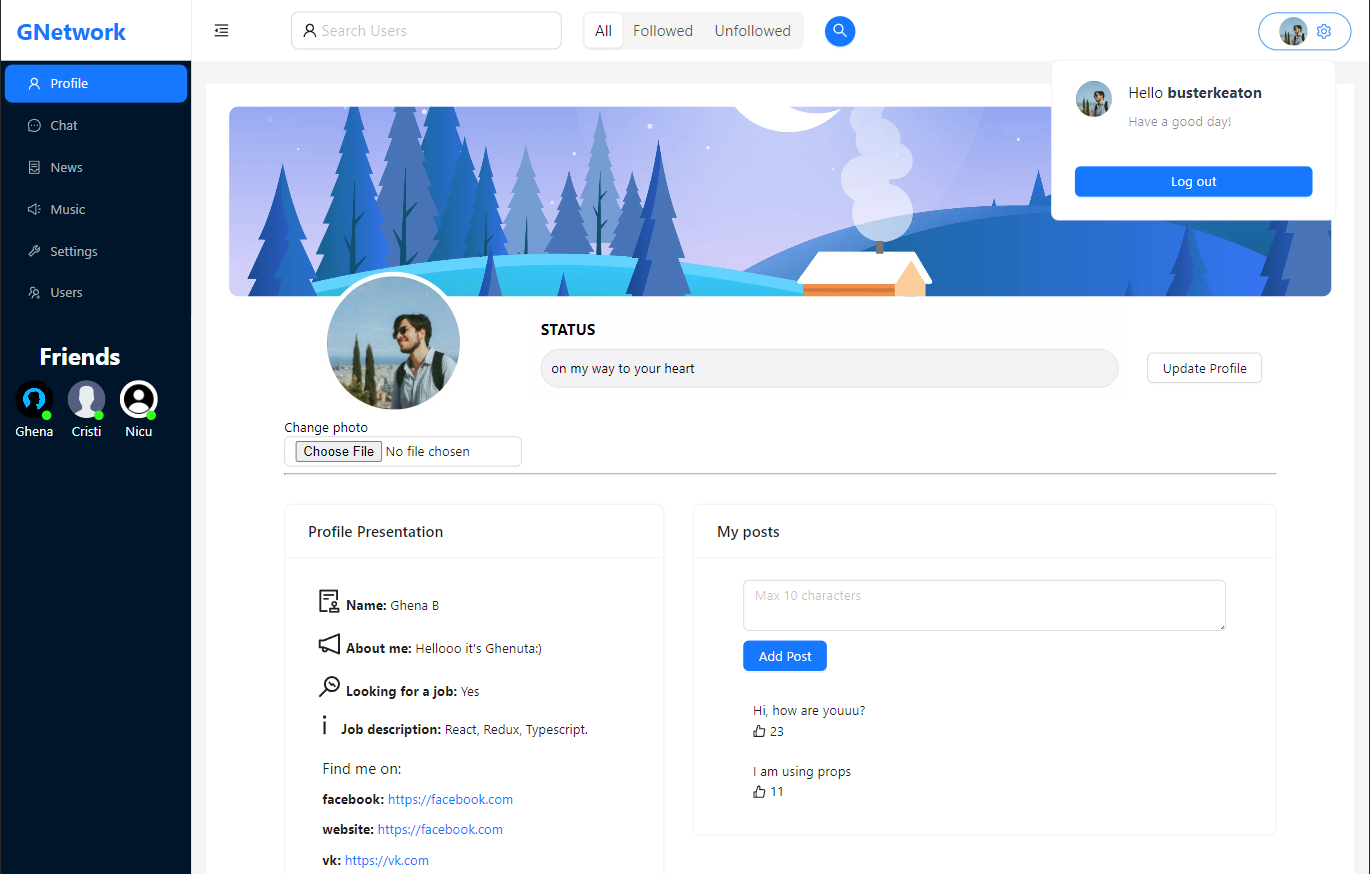 GNetwork
Search Users
All Followed Unfollowed
Profile
Chat
News
Music
Settings
Users
Friends
Ghena Cristi Nicu
Hello busterkeaton
Have a good day!
Log out
STATUS
on my way to your heart
Update Profile
Change photo
Choose File No file chosen
Profile Presentation
Name: Ghena B
About me: Hellooo it's Ghenuta:)
Looking for a job: Yes
Job description: React, Redux, Typescript.
Find me on:
facebook: https://facebook.com
website: https://facebook.com
vk: https://vk.com
My posts
Max 10 characters
Add Post
Hi, how are youuu?
23
I am using props
11